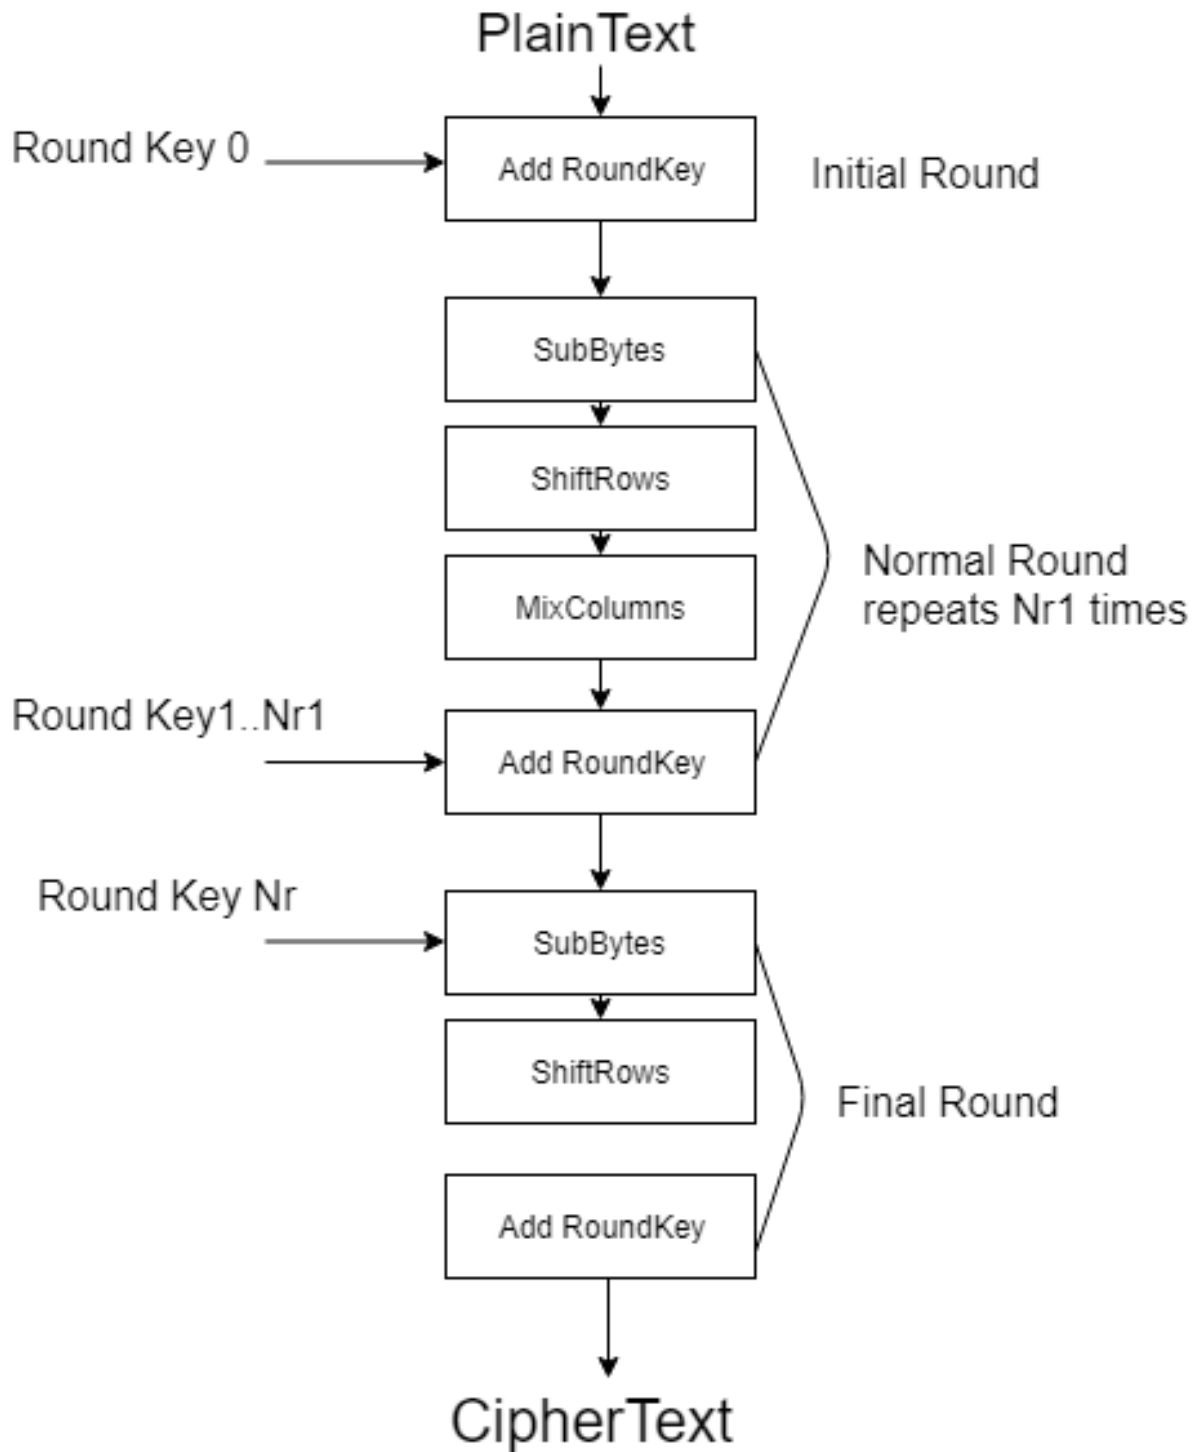 PlainText
Round Key 0
Add RoundKey
Initial Round
SubBytes
ShiftRows
MixColumns
Normal Round
repeats Nr1 times
Round Key1..Nr1
Add RoundKey
Round Key Nr
SubBytes
ShiftRows
Final Round
Add RoundKey
CipherText